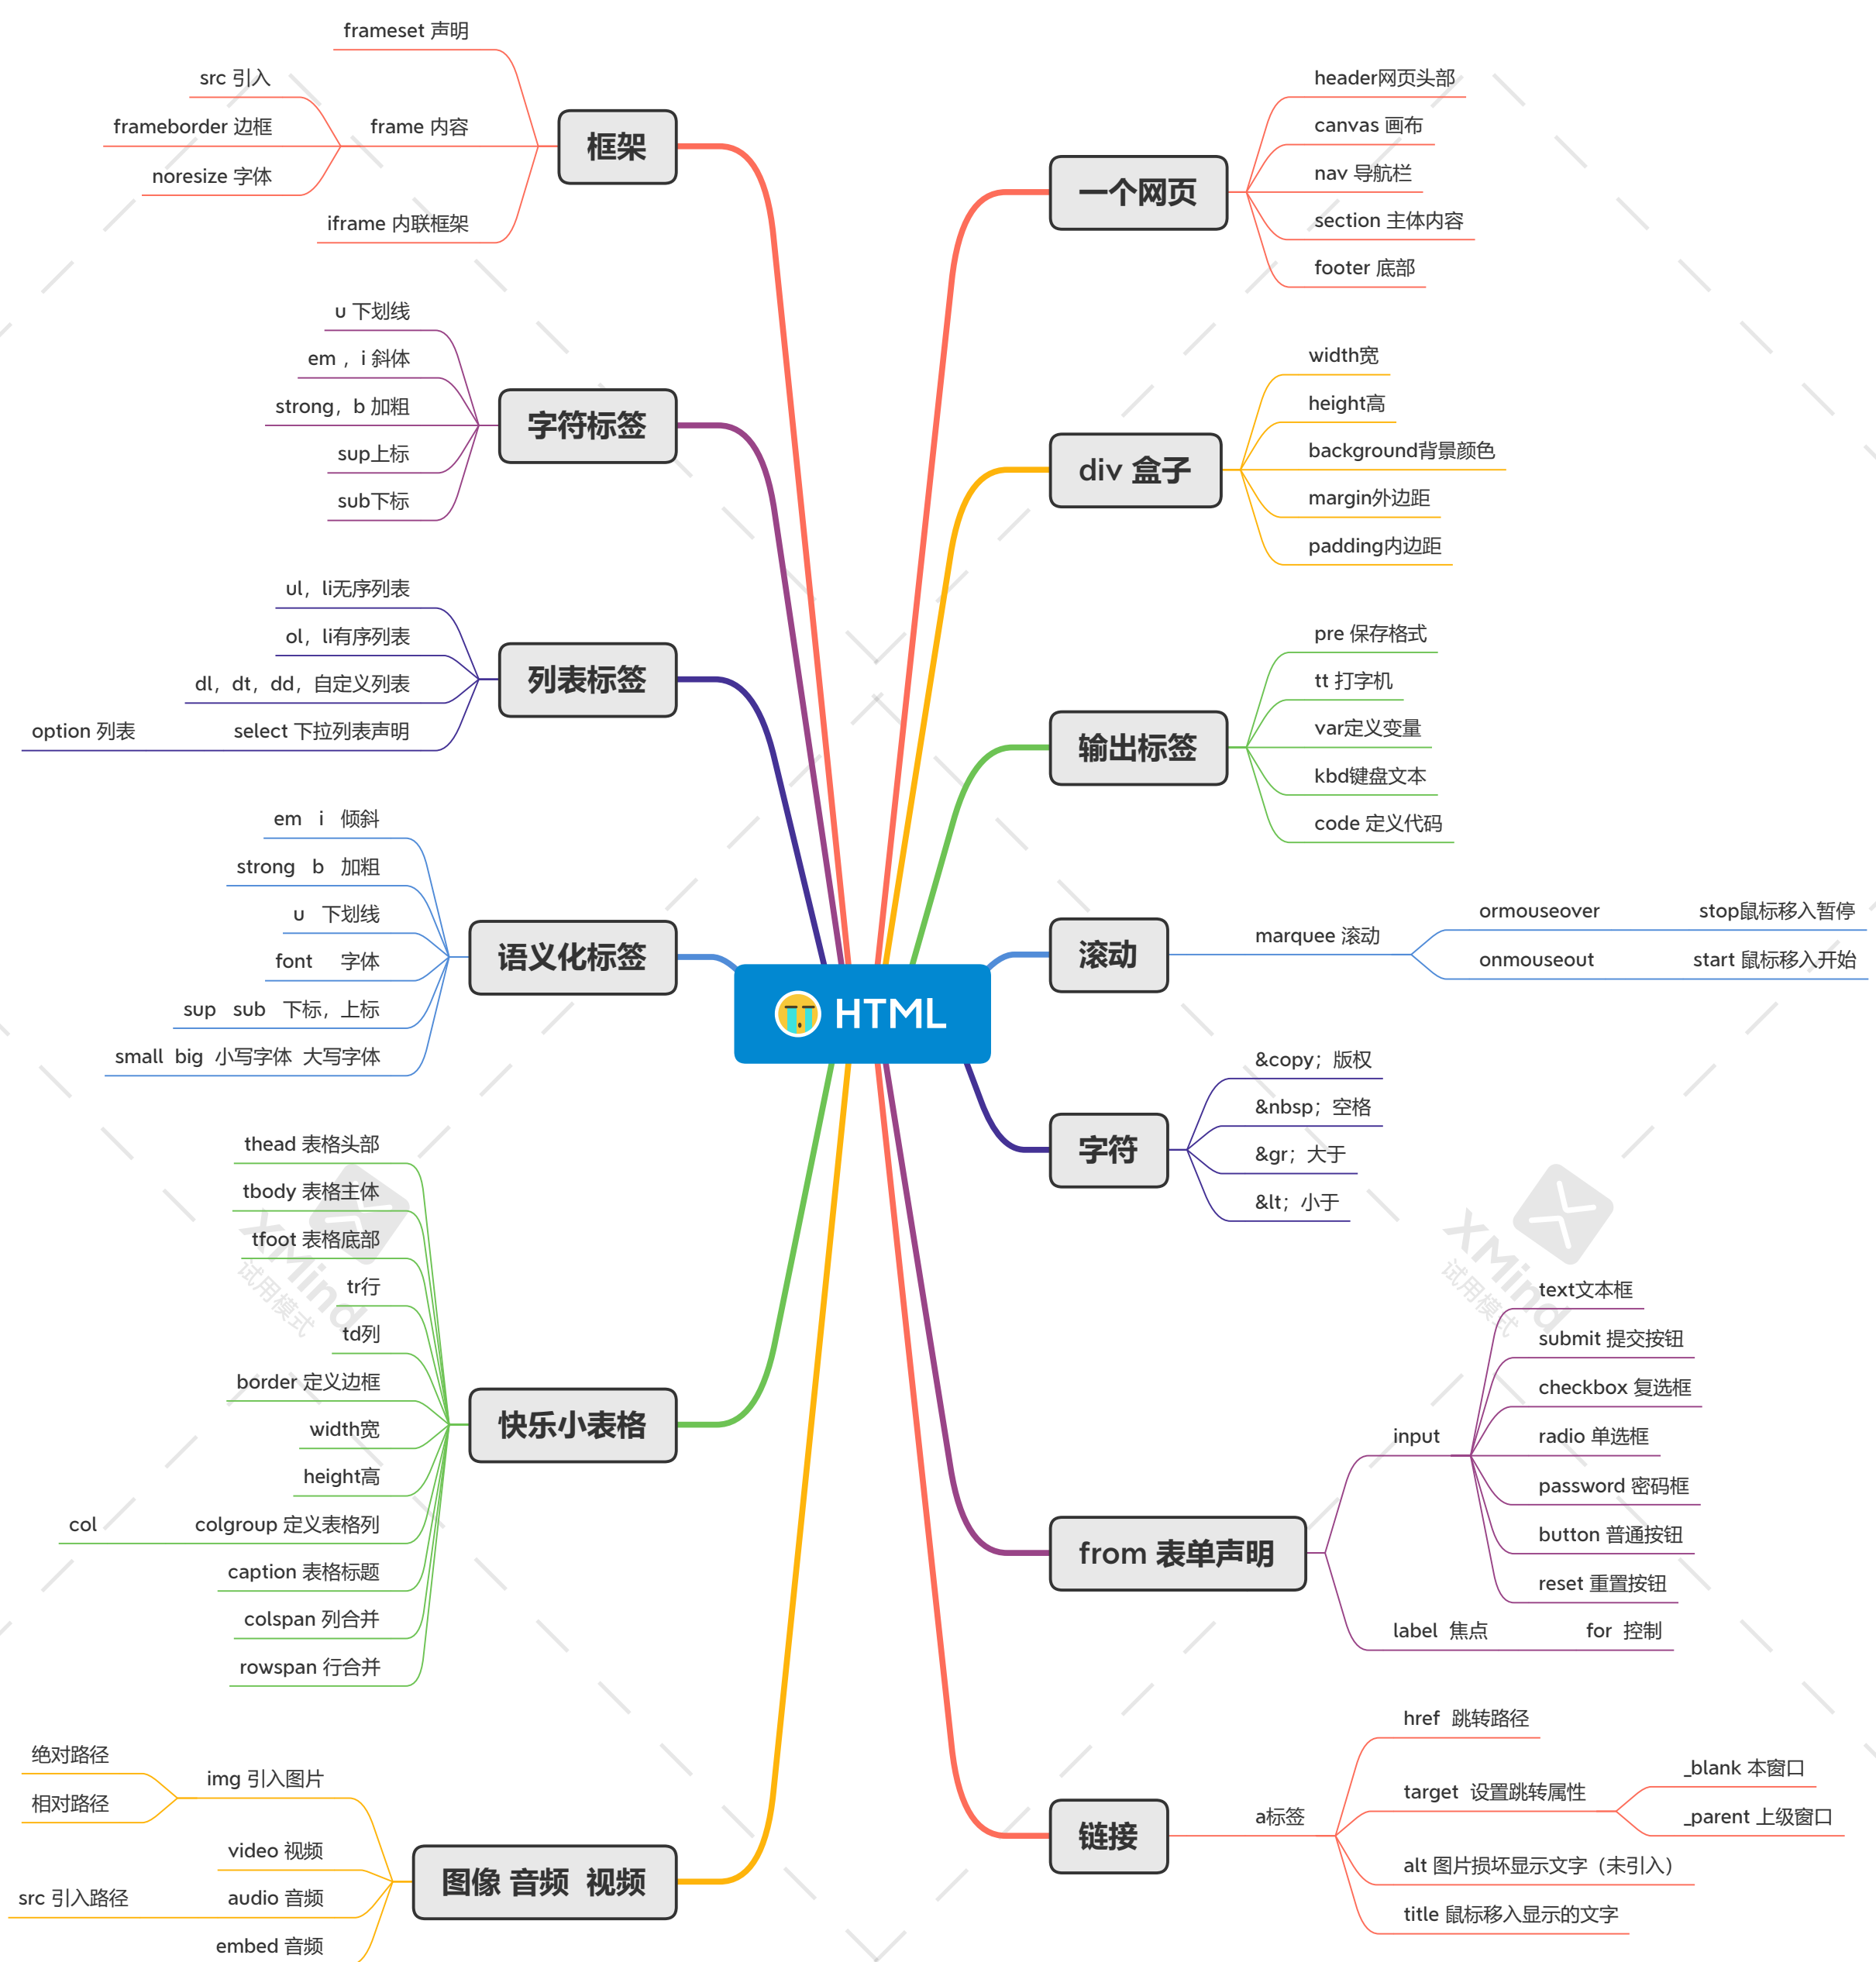 HTML
一个网页
header网页头部
canvas 画布
nav 导航栏
section 主体内容
footer 底部
div 盒子
width宽
height高
background背景颜色
margin外边距
padding内边距
输出标签
pre 保存格式
tt 打字机
var定义变量
kbd键盘文本
code 定义代码
滚动
marquee 滚动
ormouseover
stop鼠标移入暂停
onmouseout
start 鼠标移入开始
字符
&copy；版权
&nbsp；空格
&gr；大于
&lt；小于
from 表单声明
input
text文本框
submit 提交按钮
checkbox 复选框
radio 单选框
password 密码框
button 普通按钮
reset 重置按钮
label 焦点
for 控制
链接
a标签
href 跳转路径
target 设置跳转属性
_blank 本窗口
_parent 上级窗口
alt 图片损坏显示文字（未引入）
title 鼠标移入显示的文字
框架
frameset 声明
frame 内容
src 引入
frameborder 边框
noresize 字体
iframe 内联框架
字符标签
u 下划线
em ，i 斜体
strong，b 加粗
sup上标
sub下标
列表标签
ul，li无序列表
ol，li有序列表
dl，dt，dd，自定义列表
select 下拉列表声明
option 列表
语义化标签
em i 倾斜
strong b 加粗
u 下划线
font 字体
sup sub 下标，上标
small big 小写字体 大写字体
快乐小表格
thead 表格头部
tbody 表格主体
tfoot 表格底部
tr行
td列
border 定义边框
width宽
height高
colgroup 定义表格列
col
caption 表格标题
colspan 列合并
rowspan 行合并
图像 音频 视频
img 引入图片
绝对路径
相对路径
video 视频
audio 音频
src 引入路径
embed 音频
XMind
试用模式
XMind
试用模式